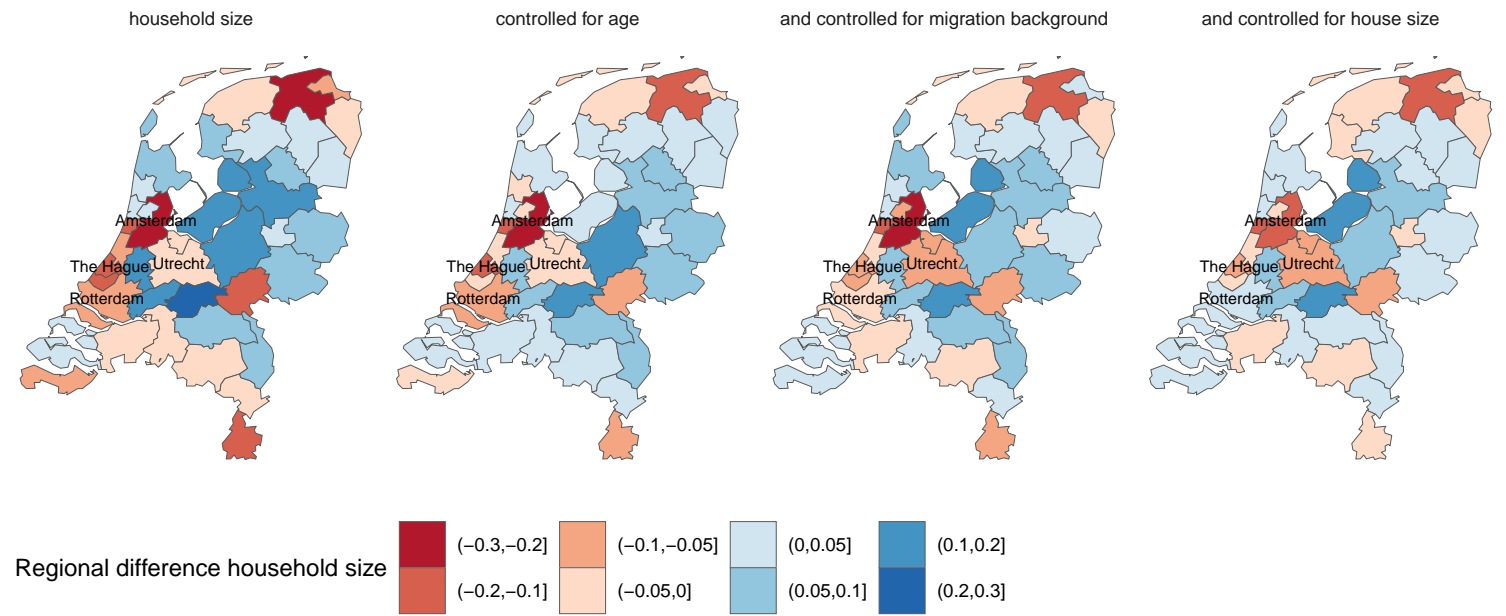 household size
controlled for age
and controlled for migration background
and controlled for house size
Amsterdam
The Hague
Utrecht
Rotterdam
Amsterdam
The Hague
Utrecht
Rotterdam
Amsterdam
The Hague
Utrecht
Rotterdam
Amsterdam
The Hague
Utrecht
Rotterdam
Regional difference household size
(−0.3,−0.2]
(−0.2,−0.1]
(−0.1,−0.05]
(−0.05,0]
(0,0.05]
(0.05,0.1]
(0.1,0.2]
(0.2,0.3]